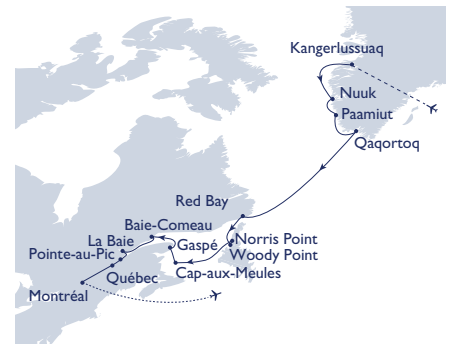 Kangerlussuaq
Nuuk
Paamiut
Qaqortoq
Red Bay
Baie-Comeau
Norris Point
La Baie
Gaspé
Woody Point
Pointe-au-Pic
Cap-aux-Meules
Québec
Montréal